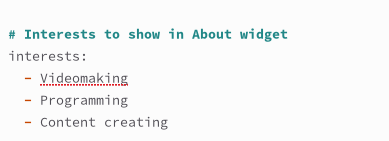 # Interests to show in About widget
interests:
  - Videomaking
  - Programming
  - Content creating